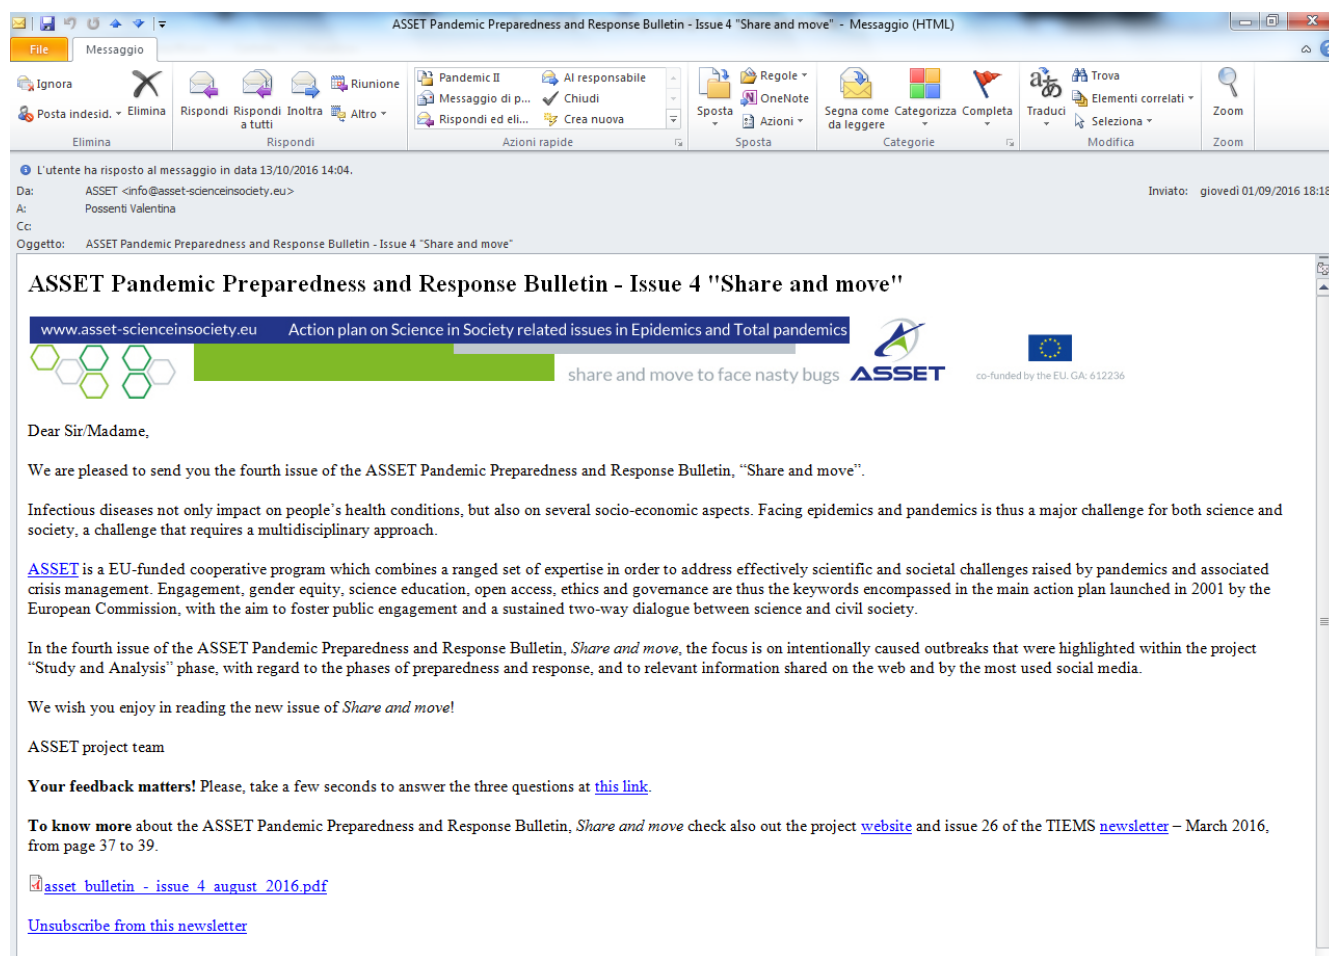 ASSET Pandemic Preparedness and Response Bulletin - Issue 4 "Share and move" - Messaggio (HTML)
File Messaggio
Ignora
Posta indesid.
Elimina
Elimina
Rispondi
Rispondi a tutti
Inoltra
Riunione
Altro
Rispondi
Pandemic II
Messaggio di p...
Rispondi ed eli...
Al responsabile
Chiudi
Crea nuova
Azioni rapide
Sposta
Regole
OneNote
Azioni
Sposta
Segna come da leggere
Categorizza
Completa
Categorie
Traduci
Trova
Elementi correlati
Seleziona
Modifica
Zoom
Zoom
L'utente ha risposto al messaggio in data 13/10/2016 14:04.
Da: ASSET <info@asset-scienceinsociety.eu>
Inviato: giovedì 01/09/2016 18:18
A: Possenti Valentina
Cc:
Oggetto: ASSET Pandemic Preparedness and Response Bulletin - Issue 4 "Share and move"
ASSET Pandemic Preparedness and Response Bulletin - Issue 4 "Share and move"
www.asset-scienceinsociety.eu Action plan on Science in Society related issues in Epidemics and Total pandemics
share and move to face nasty bugs ASSET co-funded by the EU. GA: 612236
Dear Sir/Madame,
We are pleased to send you the fourth issue of the ASSET Pandemic Preparedness and Response Bulletin, “Share and move”.
Infectious diseases not only impact on people’s health conditions, but also on several socio-economic aspects. Facing epidemics and pandemics is thus a major challenge for both science and
society, a challenge that requires a multidisciplinary approach.
ASSET is a EU-funded cooperative program which combines a ranged set of expertise in order to address effectively scientific and societal challenges raised by pandemics and associated
crisis management. Engagement, gender equity, science education, open access, ethics and governance are thus the keywords encompassed in the main action plan launched in 2001 by the
European Commission, with the aim to foster public engagement and a sustained two-way dialogue between science and civil society.
In the fourth issue of the ASSET Pandemic Preparedness and Response Bulletin, Share and move, the focus is on intentionally caused outbreaks that were highlighted within the project
“Study and Analysis” phase, with regard to the phases of preparedness and response, and to relevant information shared on the web and by the most used social media.
We wish you enjoy in reading the new issue of Share and move!
ASSET project team
Your feedback matters! Please, take a few seconds to answer the three questions at this link.
To know more about the ASSET Pandemic Preparedness and Response Bulletin, Share and move check also out the project website and issue 26 of the TIEMS newsletter – March 2016,
from page 37 to 39.
asset_bulletin_-_issue_4_august_2016.pdf
Unsubscribe from this newsletter